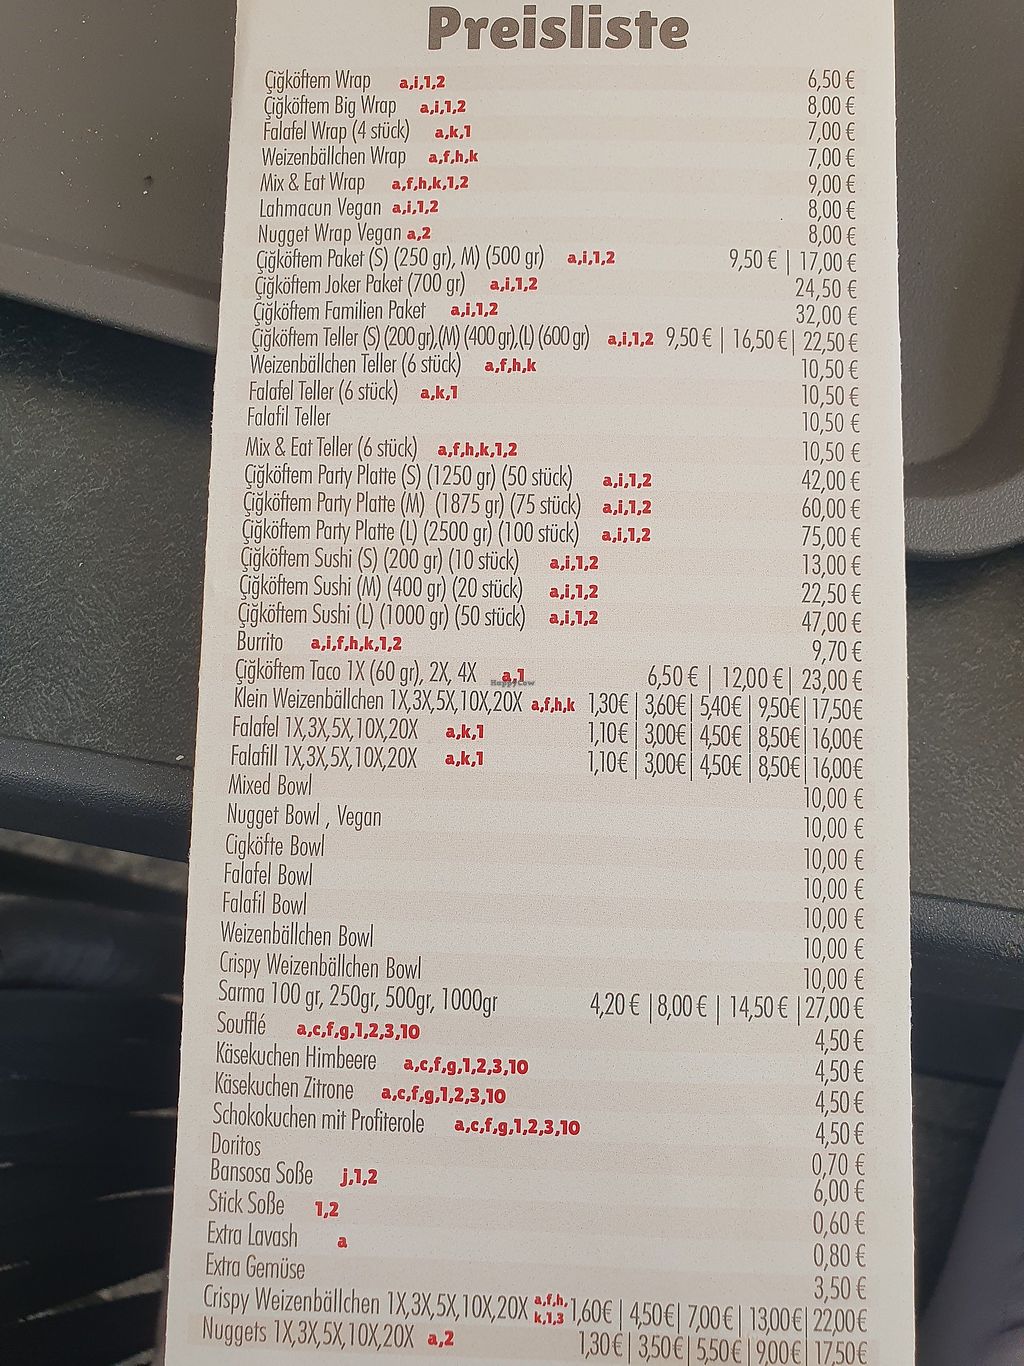 Preisliste
Çiğköftem Wrap a,i,1,2 6,50 €
Çiğköftem Big Wrap a,i,1,2 8,00 €
Falafel Wrap (4 stück) a,k,1 7,00 €
Weizenbällchen Wrap a,f,h,k 7,00 €
Mix & Eat Wrap a,f,h,k,1,2 9,00 €
Lahmacun Vegan a,i,1,2 8,00 €
Nugget Wrap Vegan a,2 8,00 €
Çiğköftem Paket (S) (250 gr), M) (500 gr) a,i,1,2 9,50 € | 17,00 €
Çiğköftem Joker Paket (700 gr) a,i,1,2 24,50 €
Çiğköftem Familien Paket a,i,1,2 32,00 €
Çiğköftem Teller (S) (200 gr),(M) (400 gr),(L) (600 gr) a,i,1,2 9,50 € | 16,50 € | 22,50 €
Weizenbällchen Teller (6 stück) a,f,h,k 10,50 €
Falafel Teller (6 stück) a,k,1 10,50 €
Falafil Teller 10,50 €
Mix & Eat Teller (6 stück) a,f,h,k,1,2 10,50 €
Çiğköftem Party Platte (S) (1250 gr) (50 stück) a,i,1,2 42,00 €
Çiğköftem Party Platte (M) (1875 gr) (75 stück) a,i,1,2 60,00 €
Çiğköftem Party Platte (L) (2500 gr) (100 stück) a,i,1,2 75,00 €
Çiğköftem Sushi (S) (200 gr) (10 stück) a,i,1,2 13,00 €
Çiğköftem Sushi (M) (400 gr) (20 stück) a,i,1,2 22,50 €
Çiğköftem Sushi (L) (1000 gr) (50 stück) a,i,1,2 47,00 €
Burrito a,i,f,h,k,1,2 9,70 €
Çiğköftem Taco 1X (60 gr), 2X, 4X a,1 6,50 € | 12,00 € | 23,00 €
HappyCow
Klein Weizenbällchen 1X,3X,5X,10X,20X a,f,h,k 1,30€ | 3,60€ | 5,40€ | 9,50€ | 17,50€
Falafel 1X,3X,5X,10X,20X a,k,1 1,10€ | 3,00€ | 4,50€ | 8,50€ | 16,00€
Falafill 1X,3X,5X,10X,20X a,k,1 1,10€ | 3,00€ | 4,50€ | 8,50€ | 16,00€
Mixed Bowl 10,00 €
Nugget Bowl , Vegan 10,00 €
Cigköfte Bowl 10,00 €
Falafel Bowl 10,00 €
Falafil Bowl 10,00 €
Weizenbällchen Bowl 10,00 €
Crispy Weizenbällchen Bowl 10,00 €
Sarma 100 gr, 250gr, 500gr, 1000gr 4,20 € | 8,00 € | 14,50 € | 27,00 €
Soufflé a,c,f,g,1,2,3,10 4,50 €
Käsekuchen Himbeere a,c,f,g,1,2,3,10 4,50 €
Käsekuchen Zitrone a,c,f,g,1,2,3,10 4,50 €
Schokokuchen mit Profiterole a,c,f,g,1,2,3,10 4,50 €
Doritos 0,70 €
Bansosa Soße j,1,2 6,00 €
Stick Soße 1,2 0,60 €
Extra Lavash a 0,80 €
Extra Gemüse 3,50 €
Crispy Weizenbällchen 1X,3X,5X,10X,20X a,f,h, k,1,3 1,60€ | 4,50€ | 7,00€ | 13,00€ | 22,00€
Nuggets 1X,3X,5X,10X,20X a,2 1,30€ | 3,50€ | 5,50€ | 9,00€ | 17,50€